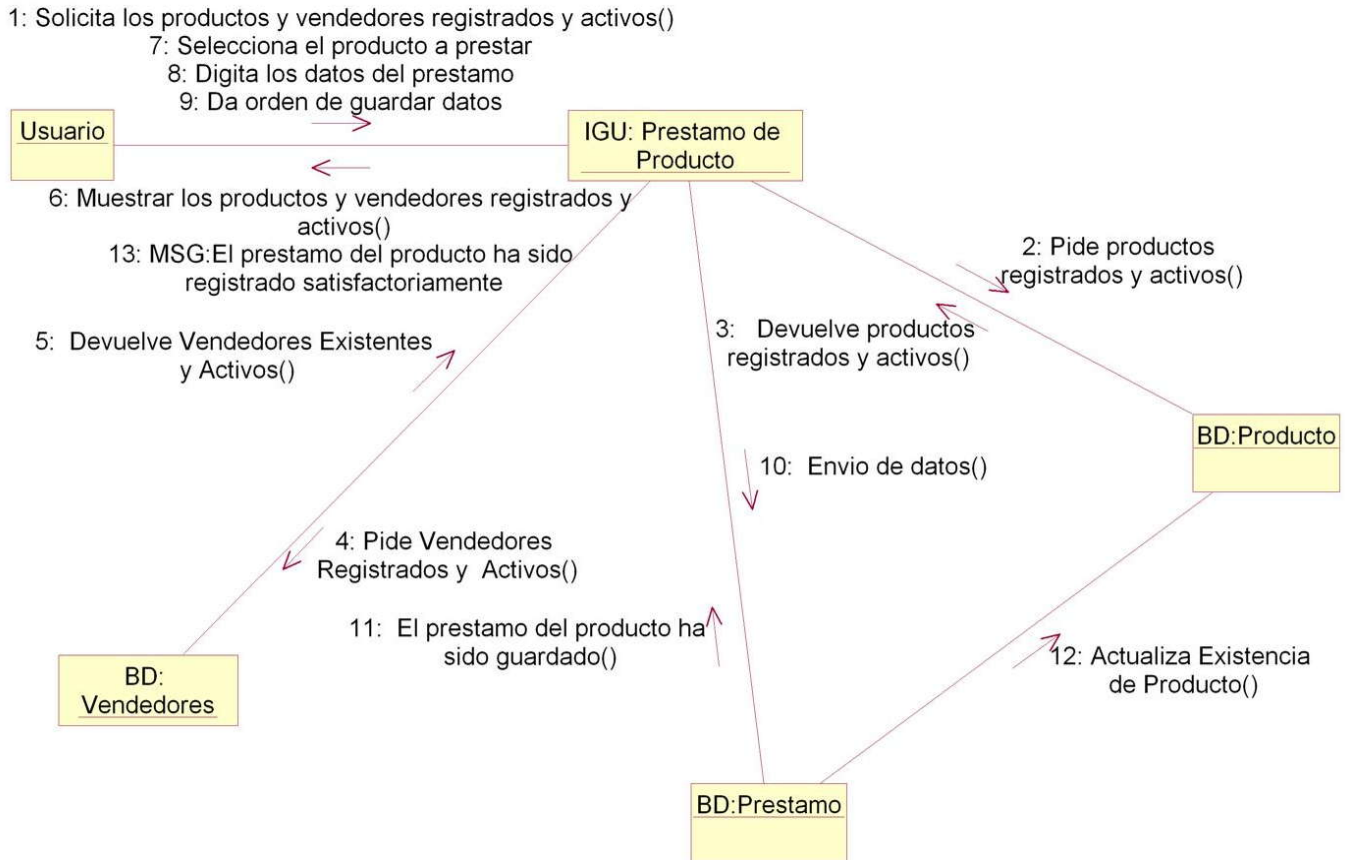 1: Solicita los productos y vendedores registrados y activos()
7: Selecciona el producto a prestar
8: Digita los datos del prestamo
9: Da orden de guardar datos
Usuario
IGU: Prestamo de
Producto
6: Muestrar los productos y vendedores registrados y
activos()
13: MSG:El prestamo del producto ha sido
registrado satisfactoriamente
2: Pide productos
registrados y activos()
3: Devuelve productos
registrados y activos()
5: Devuelve Vendedores Existentes
y Activos()
BD:Producto
10: Envio de datos()
4: Pide Vendedores
Registrados y Activos()
11: El prestamo del producto ha
sido guardado()
12: Actualiza Existencia
de Producto()
BD:
Vendedores
BD:Prestamo